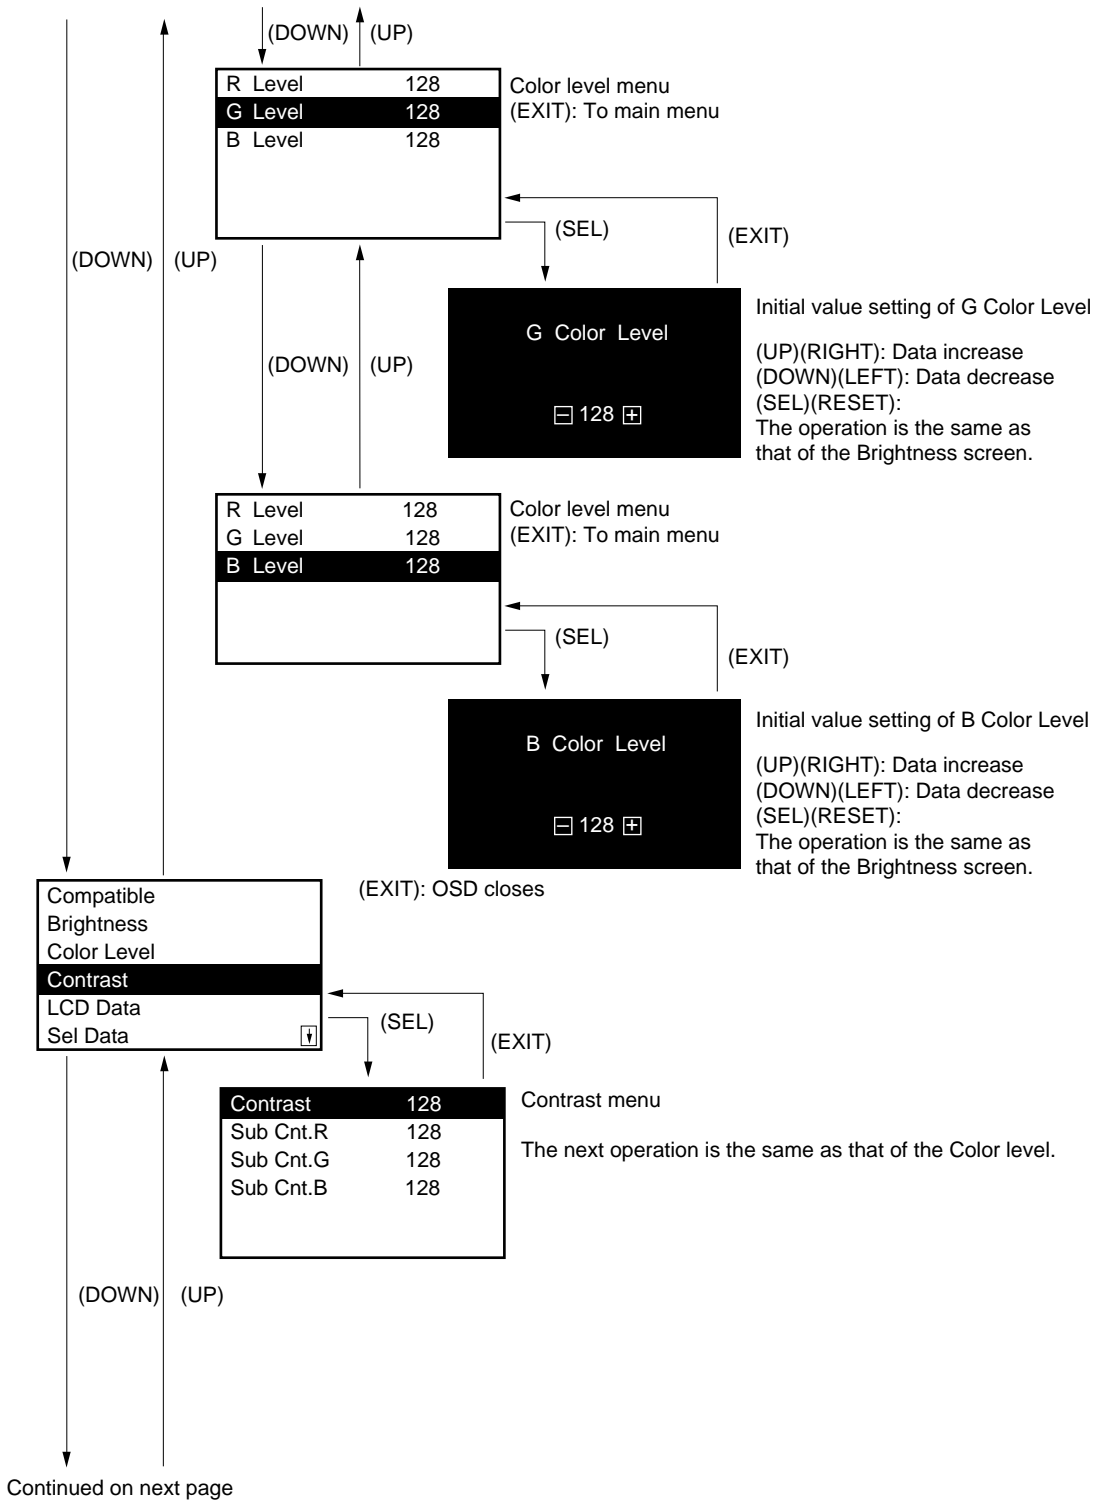 (DOWN) (UP)
R Level 128
G Level 128
B Level 128
Color level menu
(EXIT): To main menu
(SEL)
(EXIT)
(DOWN) (UP)
G Color Level
128
Initial value setting of G Color Level
(UP)(RIGHT): Data increase
(DOWN)(LEFT): Data decrease
(SEL)(RESET):
The operation is the same as
that of the Brightness screen.
(DOWN) (UP)
R Level 128
G Level 128
B Level 128
Color level menu
(EXIT): To main menu
(SEL)
(EXIT)
B Color Level
128
Initial value setting of B Color Level
(UP)(RIGHT): Data increase
(DOWN)(LEFT): Data decrease
(SEL)(RESET):
The operation is the same as
that of the Brightness screen.
(EXIT): OSD closes
Compatible
Brightness
Color Level
Contrast
LCD Data
Sel Data
(SEL)
(EXIT)
Contrast 128
Sub Cnt.R 128
Sub Cnt.G 128
Sub Cnt.B 128
Contrast menu
The next operation is the same as that of the Color level.
(DOWN) (UP)
Continued on next page